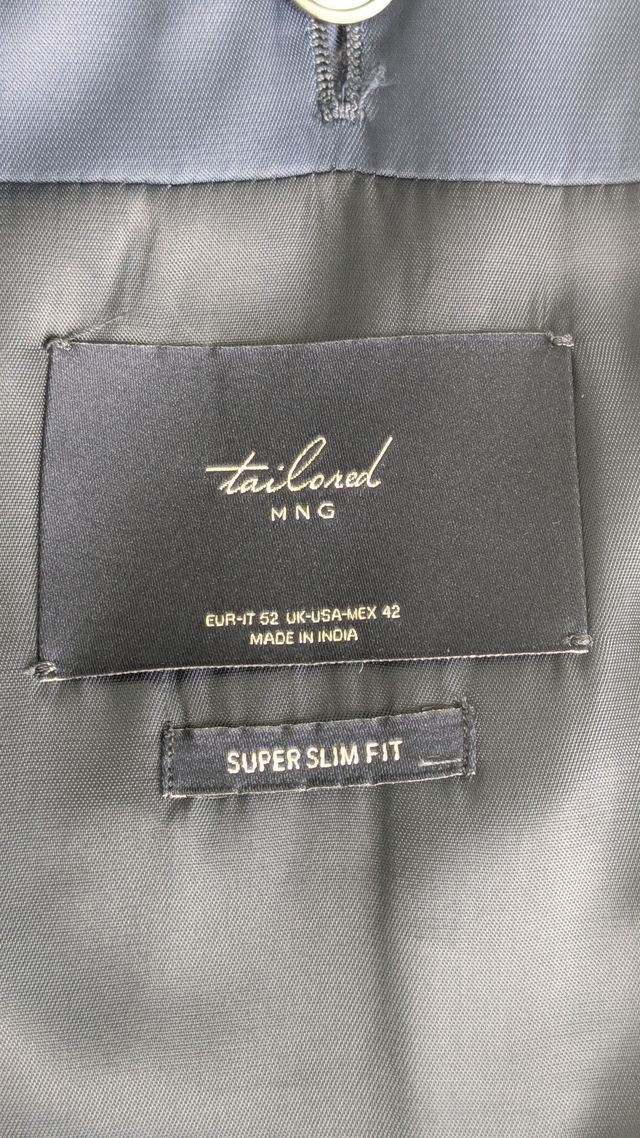 tailored
MNG
EUR-IT 52 UK-USA-MEX 42
MADE IN INDIA
SUPER SLIM FIT